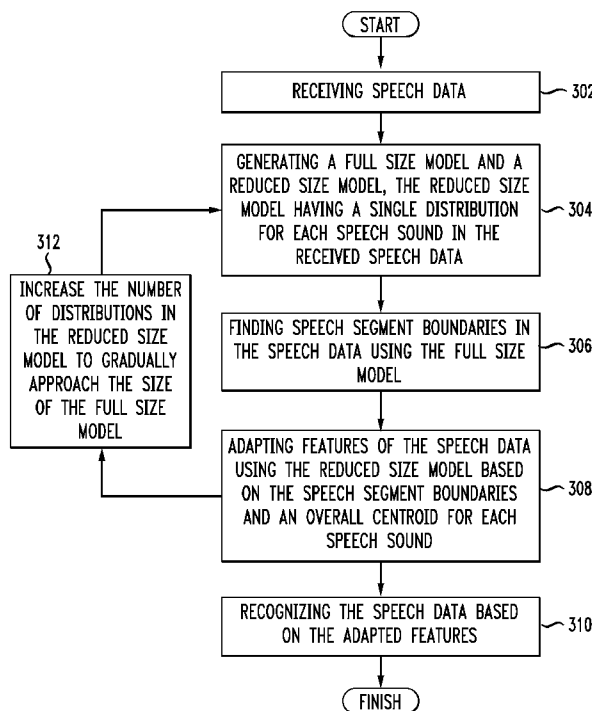 START
RECEIVING SPEECH DATA
302
GENERATING A FULL SIZE MODEL AND A
REDUCED SIZE MODEL, THE REDUCED SIZE
MODEL HAVING A SINGLE DISTRIBUTION
FOR EACH SPEECH SOUND IN THE
RECEIVED SPEECH DATA
304
312
INCREASE THE NUMBER
OF DISTRIBUTIONS IN
THE REDUCED SIZE
MODEL TO GRADUALLY
APPROACH THE SIZE
OF THE FULL SIZE
MODEL
FINDING SPEECH SEGMENT BOUNDARIES IN
THE SPEECH DATA USING THE FULL SIZE
MODEL
306
ADAPTING FEATURES OF THE SPEECH DATA
USING THE REDUCED SIZE MODEL BASED
ON THE SPEECH SEGMENT BOUNDARIES
AND AN OVERALL CENTROID FOR EACH
SPEECH SOUND
308
RECOGNIZING THE SPEECH DATA BASED
ON THE ADAPTED FEATURES
310
FINISH